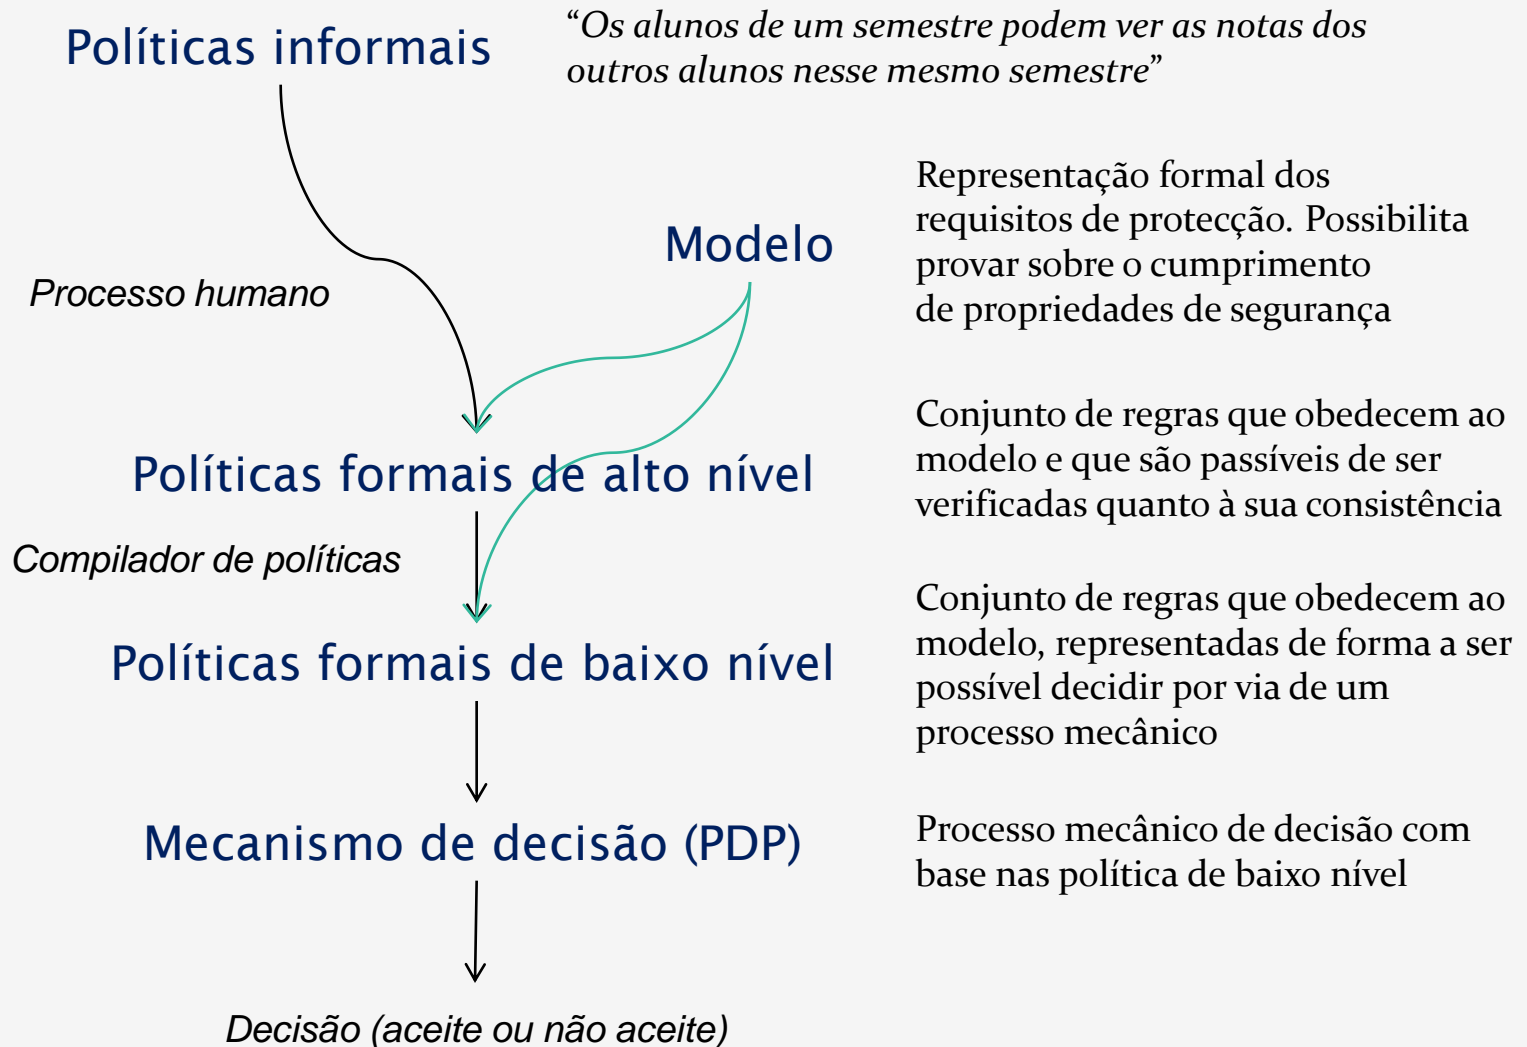 Políticas informais
“Os alunos de um semestre podem ver as notas dos
outros alunos nesse mesmo semestre”
Modelo
Representação formal dos
requisitos de protecção. Possibilita
provar sobre o cumprimento
de propriedades de segurança
Processo humano
Políticas formais de alto nível
Conjunto de regras que obedecem ao
modelo e que são passíveis de ser
verificadas quanto à sua consistência
Compilador de políticas
Políticas formais de baixo nível
Conjunto de regras que obedecem ao
modelo, representadas de forma a ser
possível decidir por via de um
processo mecânico
Mecanismo de decisão (PDP)
Processo mecânico de decisão com
base nas política de baixo nível
Decisão (aceite ou não aceite)